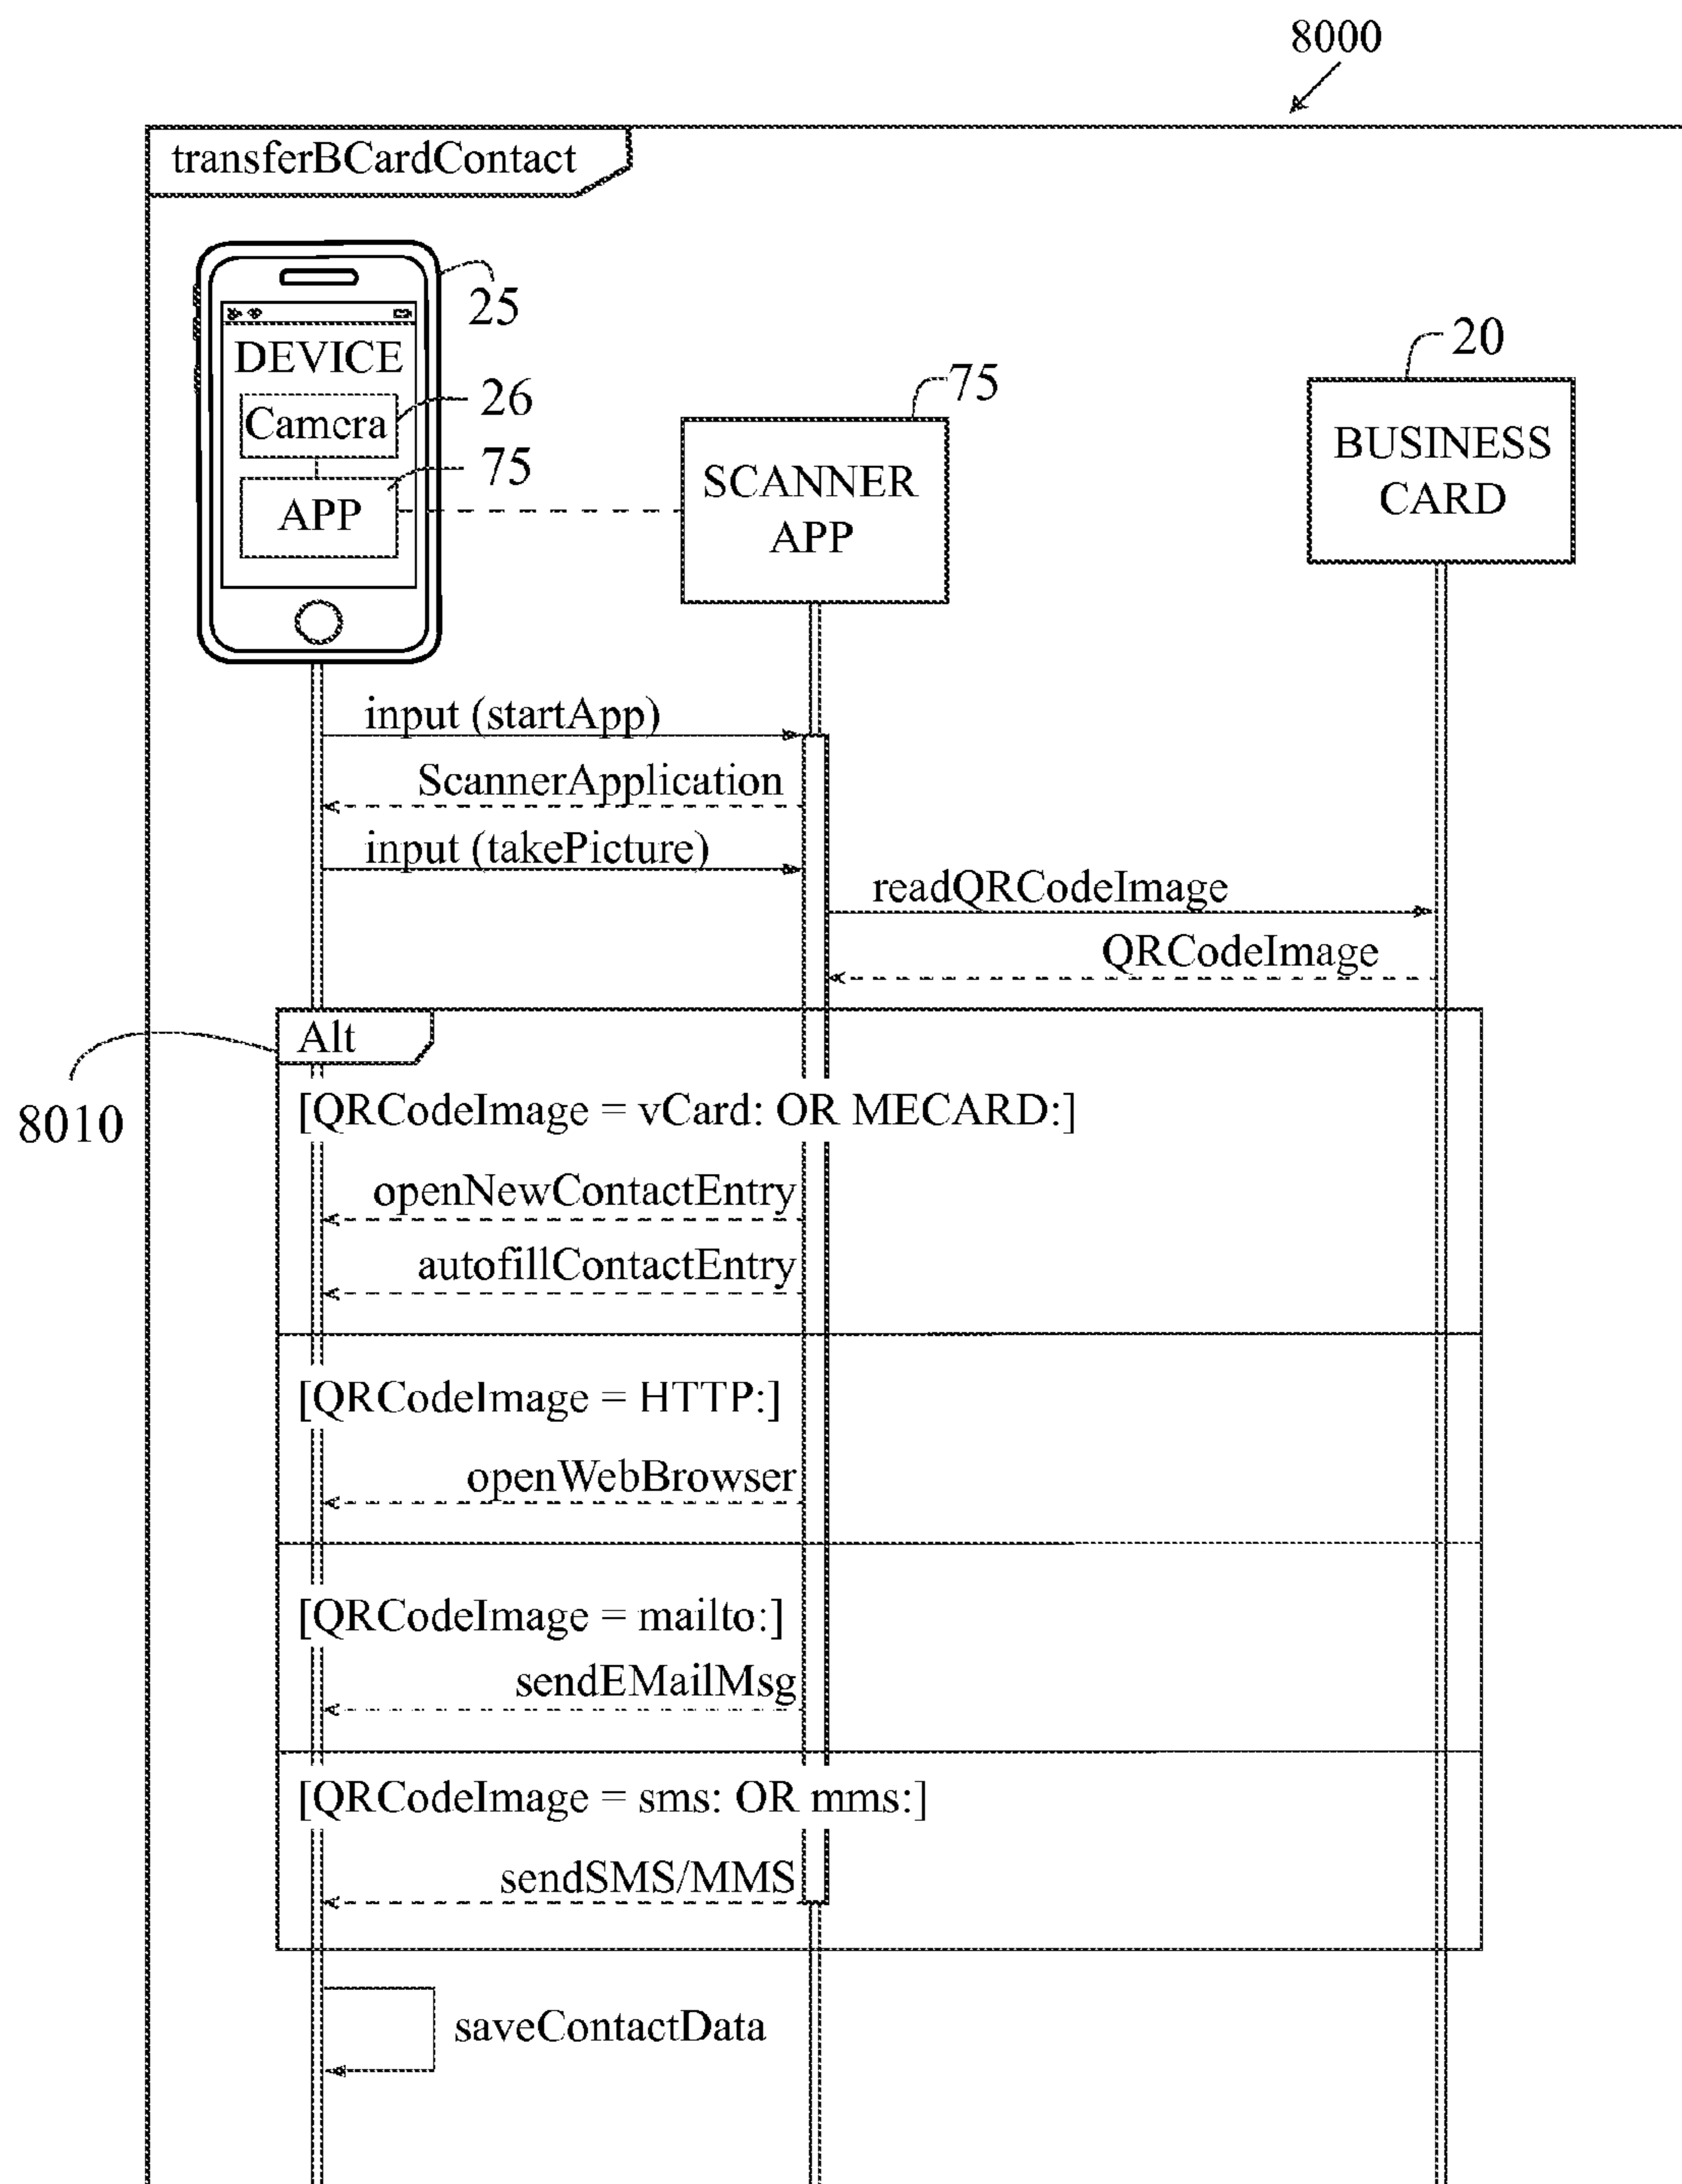 8000
transferBCardContact
25
DEVICE
Camera
26
75
APP
75
SCANNER
APP
20
BUSINESS
CARD
input (startApp)
ScannerApplication
input (takePicture)
readQRCodeImage
QRCodeImage
Alt
8010
[QRCodeImage = vCard: OR MECARD:]
openNewContactEntry
autofillContactEntry
[QRCodeImage = HTTP:]
openWebBrowser
[QRCodeImage = mailto:]
sendEMailMsg
[QRCodeImage = sms: OR mms:]
sendSMS/MMS
saveContactData